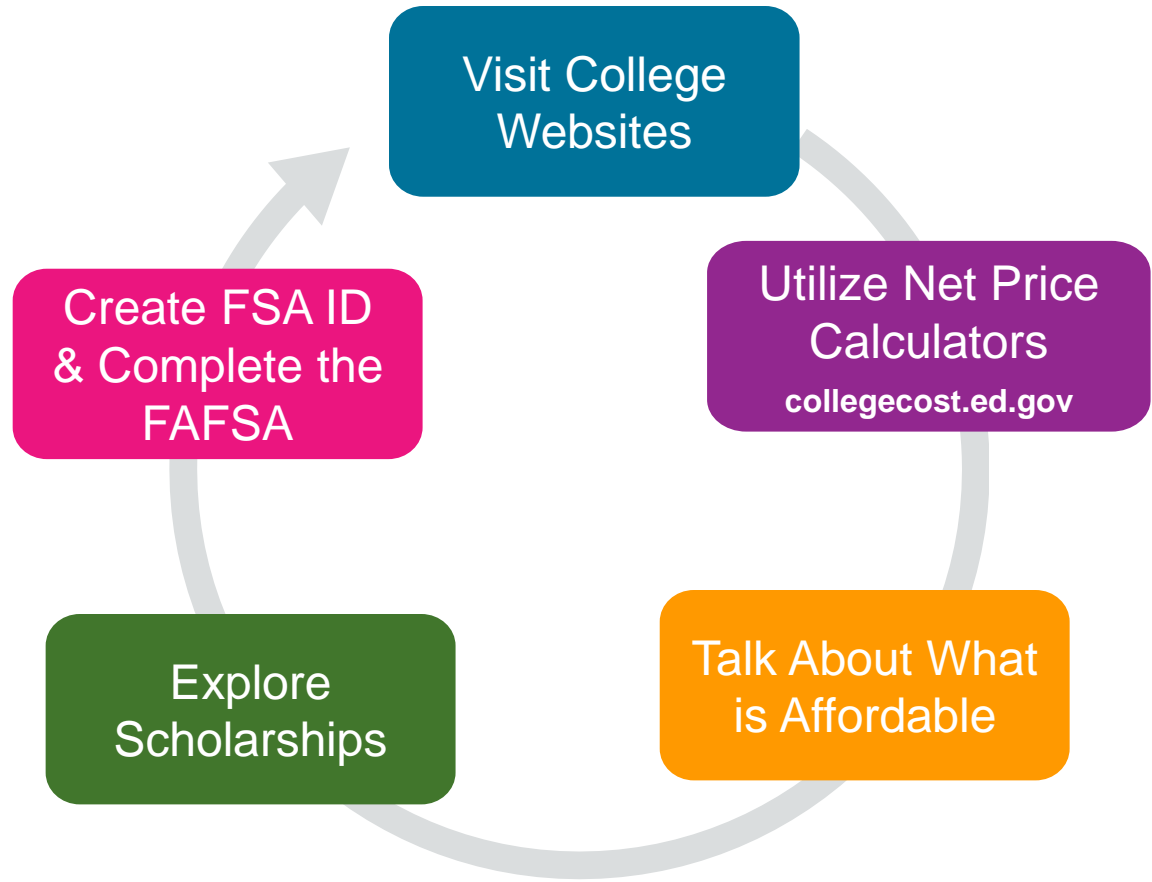 Visit College
Websites
Utilize Net Price
Calculators
collegecost.ed.gov
Talk About What
is Affordable
Explore
Scholarships
Create FSA ID
& Complete the
FAFSA